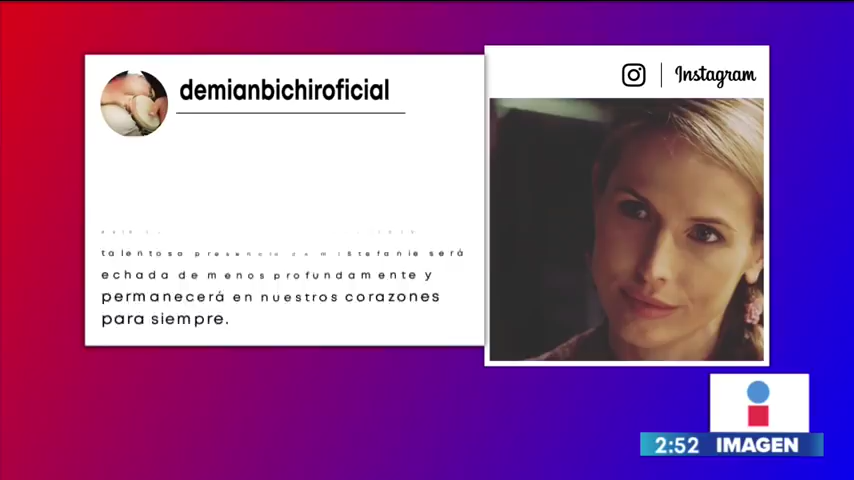 demianbichiroficial
Instagram
talentosa presencia de mi Stefanie será
echada de menos profundamente y
permanecerá en nuestros corazones
para siempre.
2:52 IMAGEN